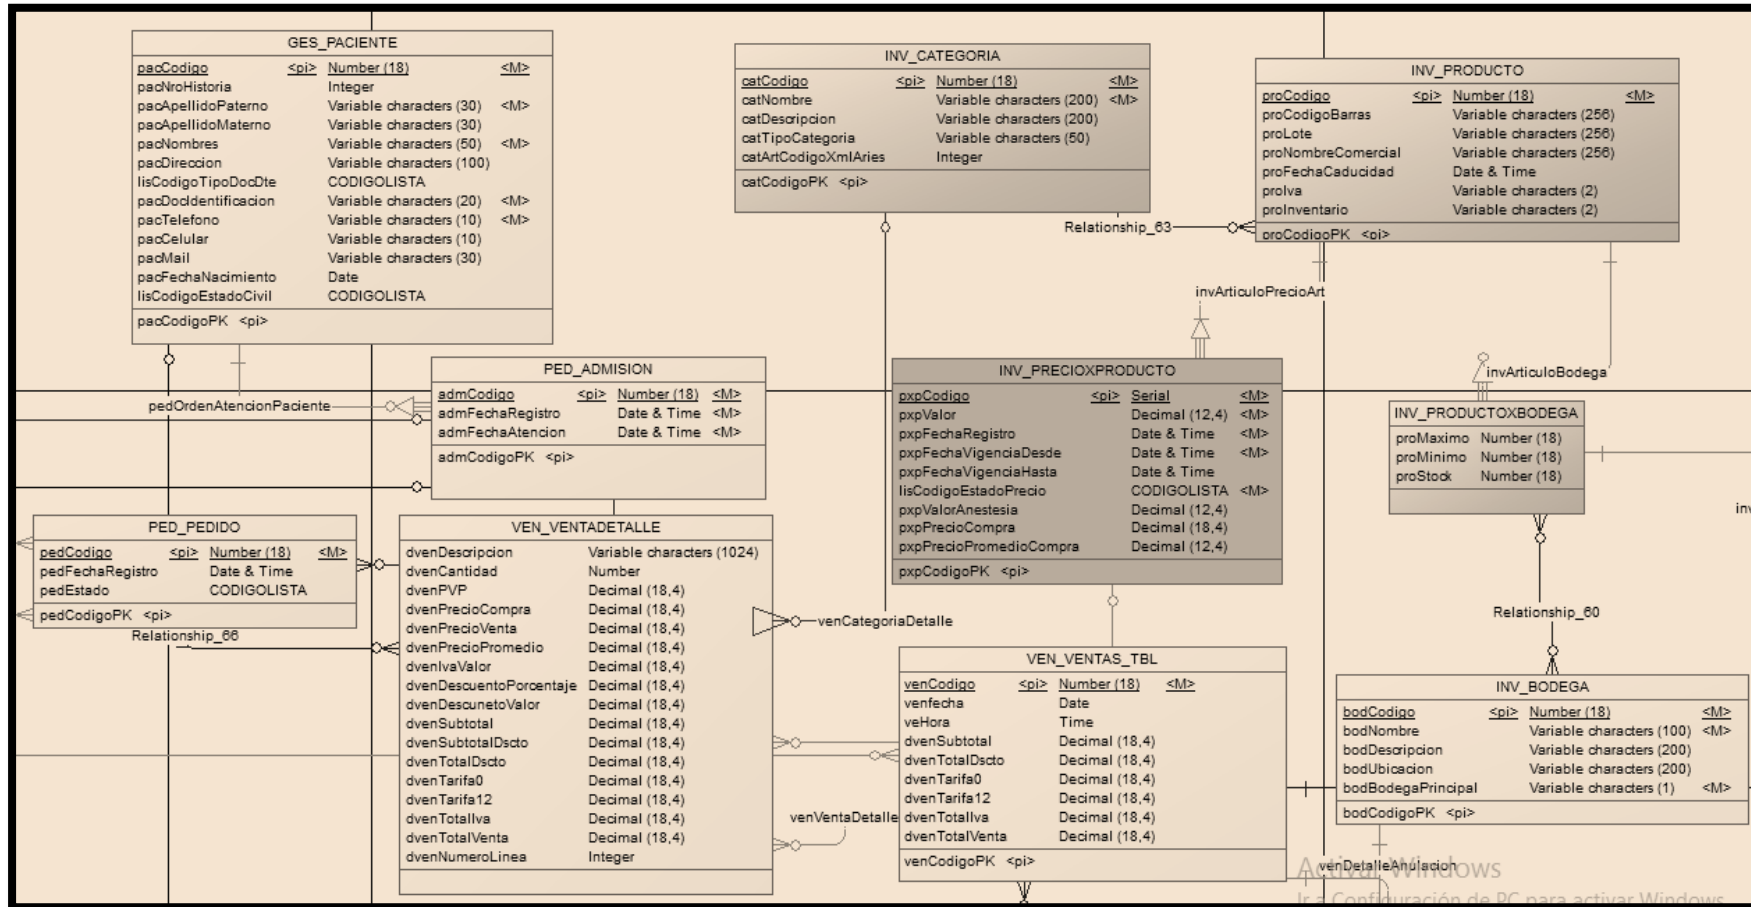 GES_PACIENTE
pacCodigo <pi> Number (18) <M>
pacNroHistoria Integer
pacApellidoPaterno Variable characters (30) <M>
pacApellidoMaterno Variable characters (30)
pacNombres Variable characters (50) <M>
pacDireccion Variable characters (100)
lisCodigoTipoDocDte CODIGOLISTA
pacDocIdentificacion Variable characters (20) <M>
pacTelefono Variable characters (10) <M>
pacCelular Variable characters (10)
pacMail Variable characters (30)
pacFechaNacimiento Date
lisCodigoEstadoCivil CODIGOLISTA
pacCodigoPK <pi>
INV_CATEGORIA
catCodigo <pi> Number (18) <M>
catNombre Variable characters (200) <M>
catDescripcion Variable characters (200)
catTipoCategoria Variable characters (50)
catArtCodigoXmlAries Integer
catCodigoPK <pi>
INV_PRODUCTO
proCodigo <pi> Number (18) <M>
proCodigoBarras Variable characters (256)
proLote Variable characters (256)
proNombreComercial Variable characters (256)
proFechaCaducidad Date & Time
proIva Variable characters (2)
proInventario Variable characters (2)
proCodigoPK <pi>
Relationship_63
invArticuloPrecioArt
invArticuloBodega
pedOrdenAtencionPaciente
PED_ADMISION
admCodigo <pi> Number (18) <M>
admFechaRegistro Date & Time <M>
admFechaAtencion Date & Time <M>
admCodigoPK <pi>
INV_PRECIOXPRODUCTO
pxpCodigo <pi> Serial <M>
pxpValor Decimal (12,4) <M>
pxpFechaRegistro Date & Time <M>
pxpFechaVigenciaDesde Date & Time <M>
pxpFechaVigenciaHasta Date & Time
lisCodigoEstadoPrecio CODIGOLISTA <M>
pxpValorAnestesia Decimal (12,4)
pxpPrecioCompra Decimal (18,4)
pxpPrecioPromedioCompra Decimal (12,4)
pxpCodigoPK <pi>
INV_PRODUCTOXBODEGA
proMaximo Number (18)
proMinimo Number (18)
proStock Number (18)
inv
PED_PEDIDO
pedCodigo <pi> Number (18) <M>
pedFechaRegistro Date & Time
pedEstado CODIGOLISTA
pedCodigoPK <pi>
Relationship_66
VEN_VENTADETALLE
dvenDescripcion Variable characters (1024)
dvenCantidad Number
dvenPVP Decimal (18,4)
dvenPrecioCompra Decimal (18,4)
dvenPrecioVenta Decimal (18,4)
dvenPrecioPromedio Decimal (18,4)
dvenIvaValor Decimal (18,4)
dvenDescuentoPorcentaje Decimal (18,4)
dvenDescunetoValor Decimal (18,4)
dvenSubtotal Decimal (18,4)
dvenSubtotalDscto Decimal (18,4)
dvenTotalDscto Decimal (18,4)
dvenTarifa0 Decimal (18,4)
dvenTarifa12 Decimal (18,4)
dvenTotalIva Decimal (18,4)
dvenTotalVenta Decimal (18,4)
dvenNumeroLinea Integer
venCategoriaDetalle
venVentaDetalle
VEN_VENTAS_TBL
venCodigo <pi> Number (18) <M>
venfecha Date
veHora Time
dvenSubtotal Decimal (18,4)
dvenTotalDscto Decimal (18,4)
dvenTarifa0 Decimal (18,4)
dvenTarifa12 Decimal (18,4)
dvenTotalIva Decimal (18,4)
dvenTotalVenta Decimal (18,4)
venCodigoPK <pi>
Relationship_60
INV_BODEGA
bodCodigo <pi> Number (18) <M>
bodNombre Variable characters (100) <M>
bodDescripcion Variable characters (200)
bodUbicacion Variable characters (200)
bodBodegaPrincipal Variable characters (1) <M>
bodCodigoPK <pi>
venDetalleAnulacion
Activar Windows
Ir a Configuración de PC para activar Windows